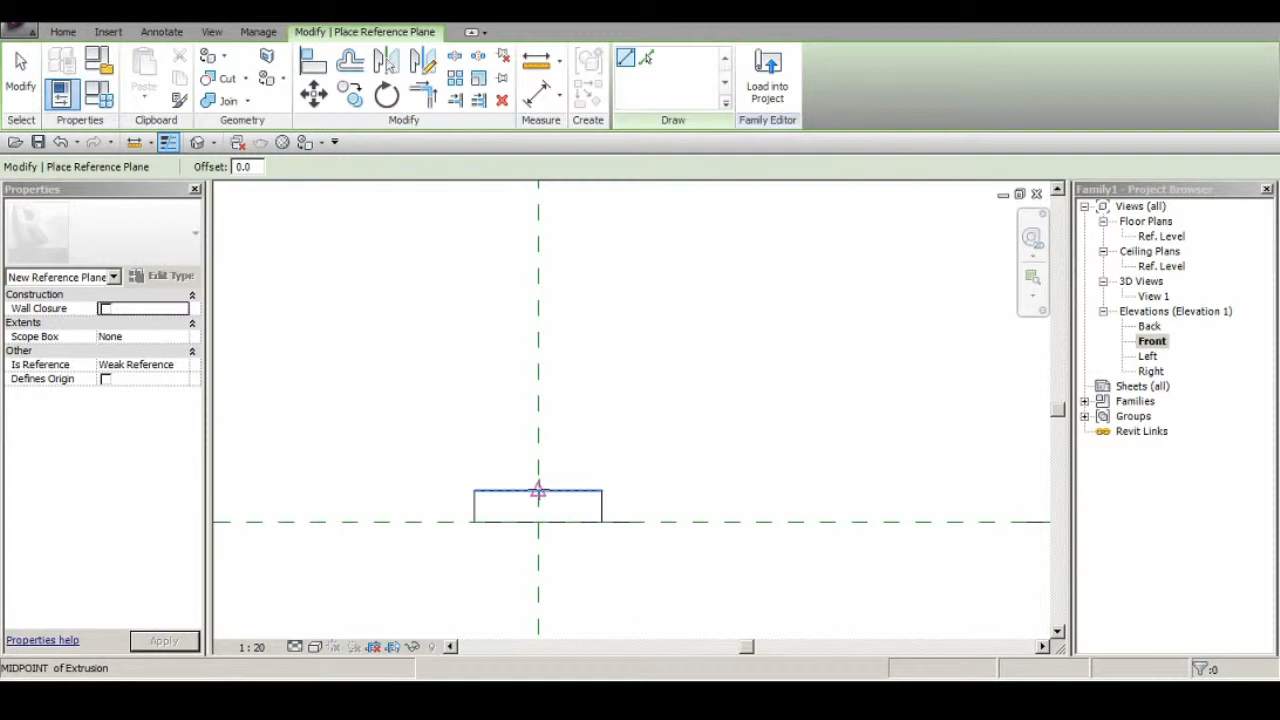 Home Insert Annotate View Manage Modify | Place Reference Plane
Modify Paste Cut Join Load into Project
Select Properties Clipboard Geometry Modify Measure Create Draw Family Editor
Modify | Place Reference Plane Offset: 0.0
Properties
New Reference Plane Edit Type
Construction
Wall Closure
Extents
Scope Box None
Other
Is Reference Weak Reference
Defines Origin
Properties help Apply
Family1 - Project Browser
Views (all)
Floor Plans
Ref. Level
Ceiling Plans
Ref. Level
3D Views
View 1
Elevations (Elevation 1)
Back
Front
Left
Right
Sheets (all)
Families
Groups
Revit Links
1 : 20
MIDPOINT of Extrusion
:0